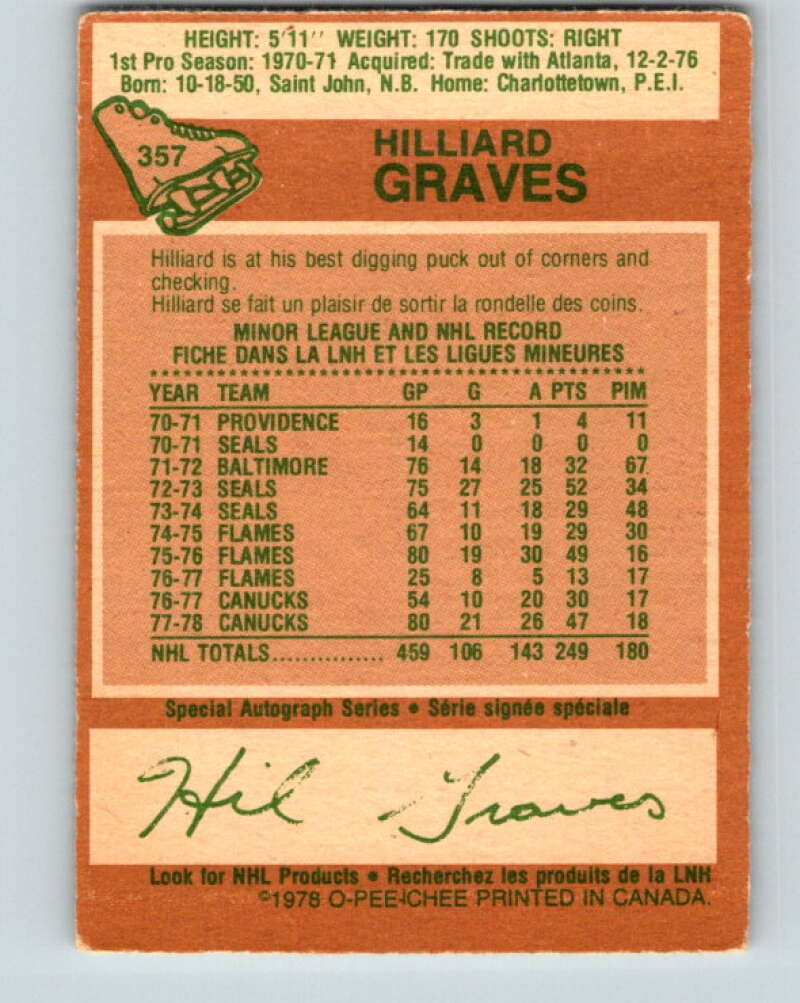 HEIGHT: 5'11'' WEIGHT: 170 SHOOTS: RIGHT
1st Pro Season: 1970-71 Acquired: Trade with Atlanta, 12-2-76
Born: 10-18-50, Saint John, N.B. Home: Charlottetown, P.E.I.
357
HILLIARD
GRAVES
Hilliard is at his best digging puck out of corners and
checking.
Hilliard se fait un plaisir de sortir la rondelle des coins.
MINOR LEAGUE AND NHL RECORD
FICHE DANS LA LNH ET LES LIGUES MINEURES
YEAR TEAM GP G A PTS PIM
70-71 PROVIDENCE 16 3 1 4 11
70-71 SEALS 14 0 0 0 0
71-72 BALTIMORE 76 14 18 32 67
72-73 SEALS 75 27 25 52 34
73-74 SEALS 64 11 18 29 48
74-75 FLAMES 67 10 19 29 30
75-76 FLAMES 80 19 30 49 16
76-77 FLAMES 25 8 5 13 17
76-77 CANUCKS 54 10 20 30 17
77-78 CANUCKS 80 21 26 47 18
NHL TOTALS............... 459 106 143 249 180
Special Autograph Series • Série signée spéciale
Hil Graves
Look for NHL Products • Recherchez les produits de la LNH
©1978 O-PEE-CHEE PRINTED IN CANADA.